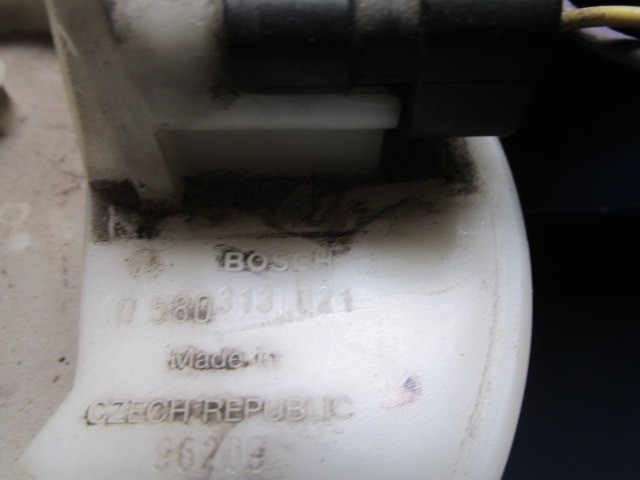 BOSCH
0 580 313 021
Made in
CZECH REPUBLIC
96209